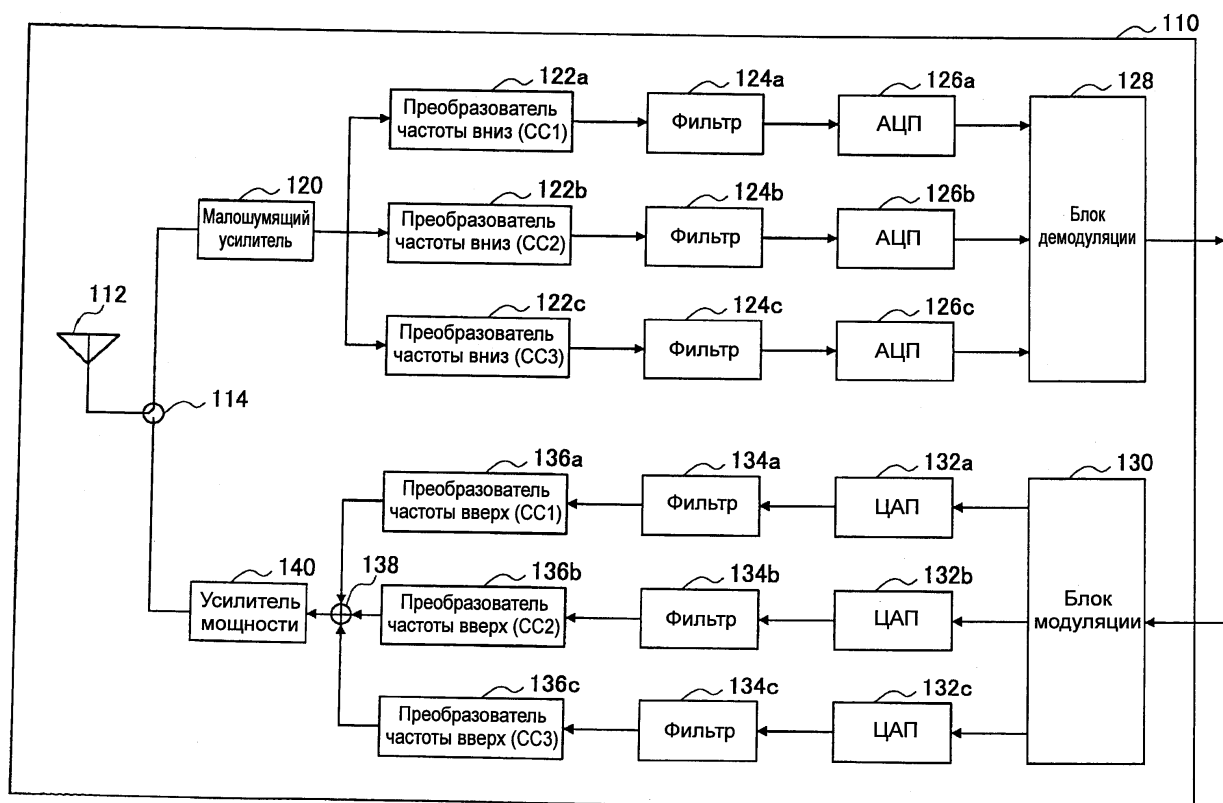 110
122a
Преобразователь
частоты вниз (CC1)
124a
Фильтр
126a
АЦП
128
Блок
демодуляции
120
Малошумящий
усилитель
122b
Преобразователь
частоты вниз (CC2)
124b
Фильтр
126b
АЦП
112
122c
Преобразователь
частоты вниз (CC3)
124c
Фильтр
126c
АЦП
114
136a
Преобразователь
частоты вверх (CC1)
134a
Фильтр
132a
ЦАП
130
Блок
модуляции
140
Усилитель
мощности
138
136b
Преобразователь
частоты вверх (CC2)
134b
Фильтр
132b
ЦАП
136c
Преобразователь
частоты вверх (CC3)
134c
Фильтр
132c
ЦАП